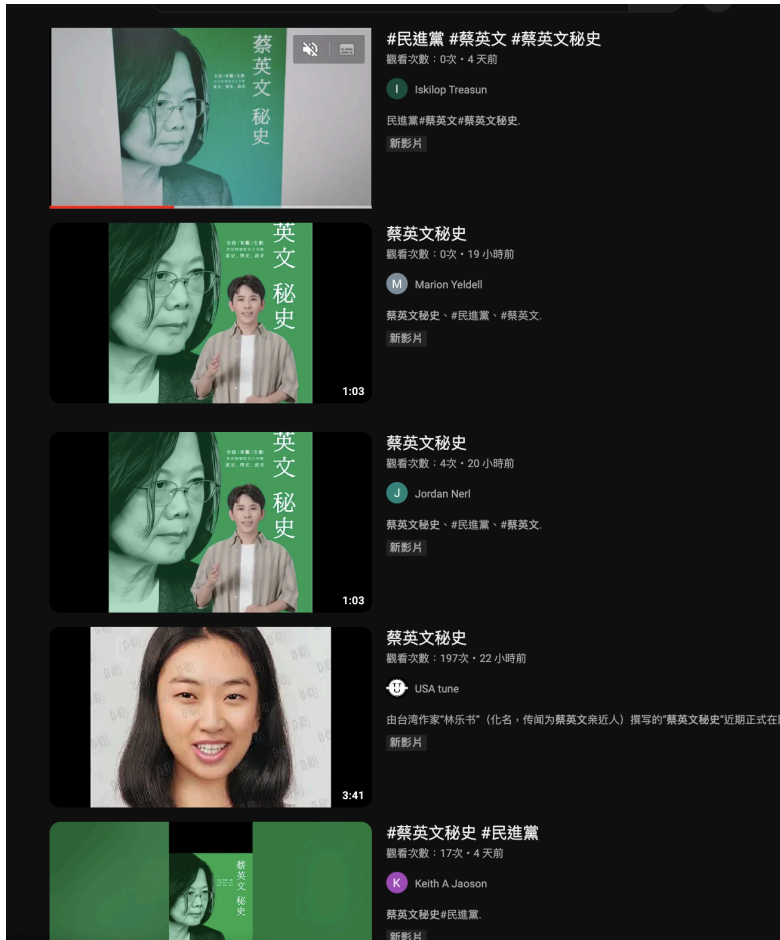 蔡英文 秘史
#民進黨 #蔡英文 #蔡英文秘史
觀看次數：0次・4 天前
I Iskilop Treasun
民進黨#蔡英文#蔡英文秘史.
新影片
英文 秘史
1:03
蔡英文秘史
觀看次數：0次・19 小時前
M Marion Yeldell
蔡英文秘史、#民進黨、#蔡英文.
新影片
英文 秘史
1:03
蔡英文秘史
觀看次數：4次・20 小時前
J Jordan Nerl
蔡英文秘史、#民進黨、#蔡英文.
新影片
3:41
蔡英文秘史
觀看次數：197次・22 小時前
USA tune
由台湾作家“林乐书”（化名，传闻为蔡英文亲近人）撰写的“蔡英文秘史”近期正式在
新影片
蔡英文 秘史
#蔡英文秘史 #民進黨
觀看次數：17次・4 天前
K Keith A Jaoson
蔡英文秘史#民進黨.
新影片